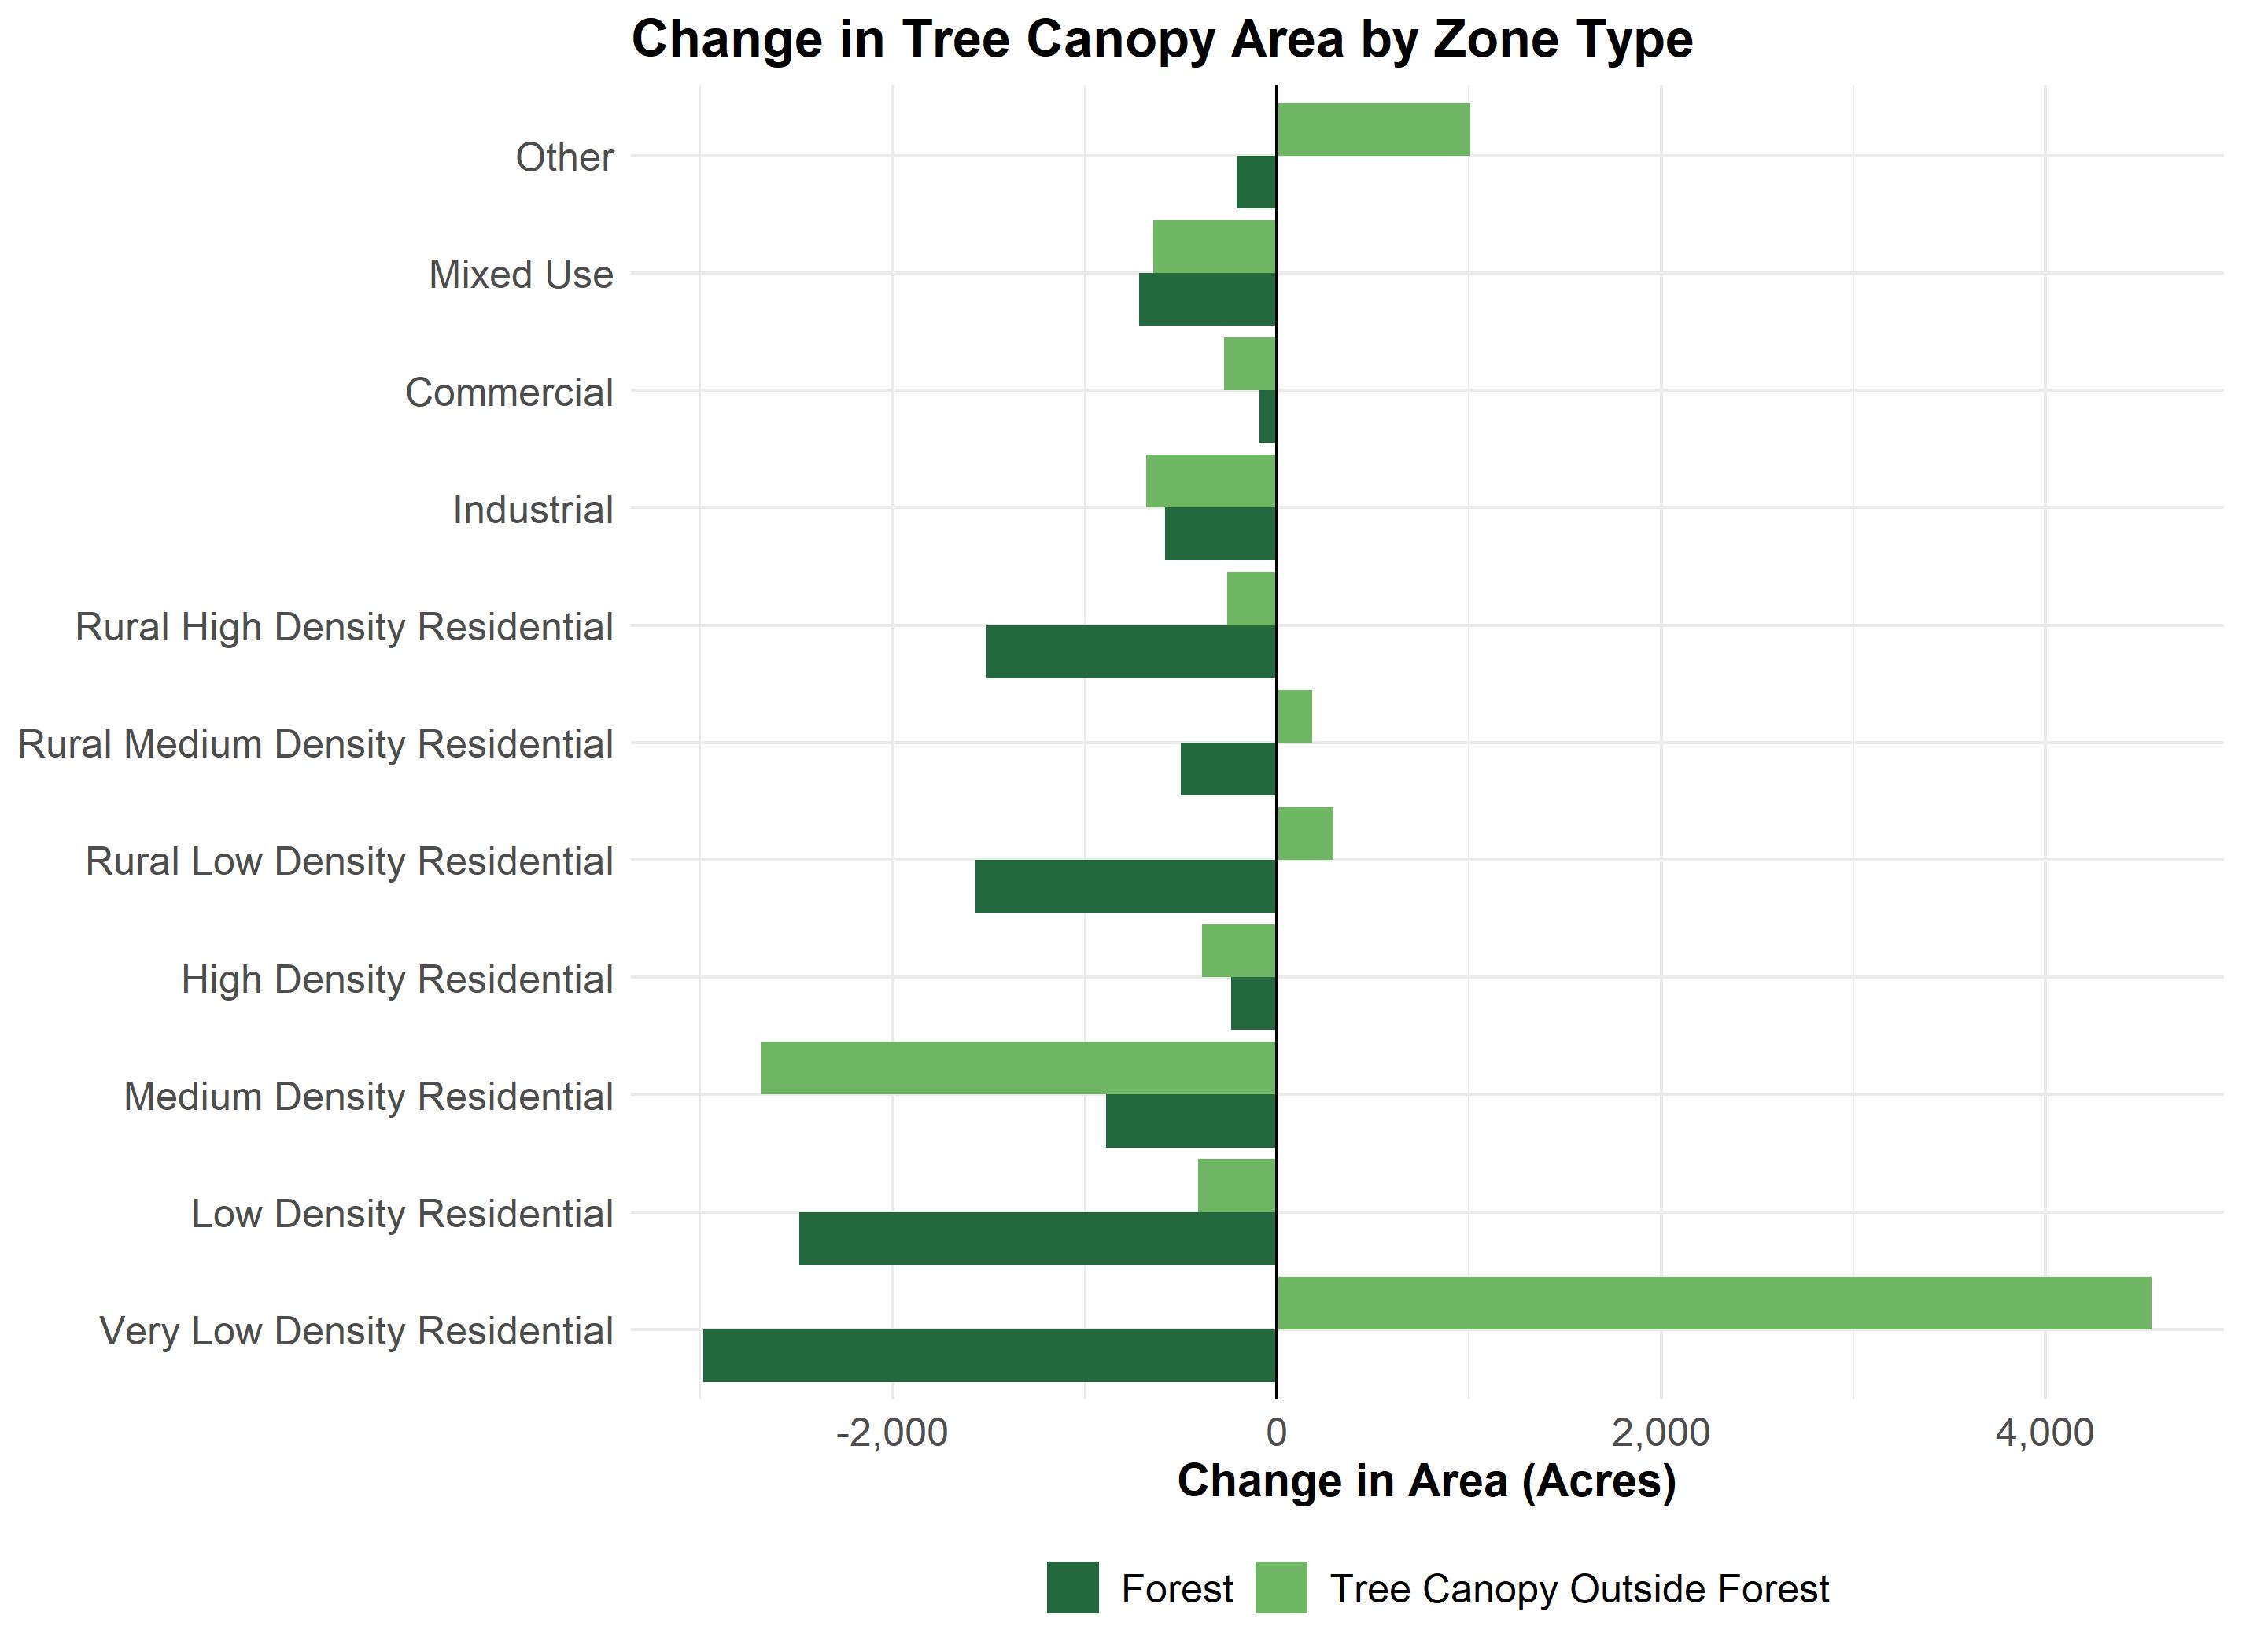 Change in Tree Canopy Area by Zone Type
Other
Mixed Use
Commercial
Industrial
Rural High Density Residential
Rural Medium Density Residential
Rural Low Density Residential
High Density Residential
Medium Density Residential
Low Density Residential
Very Low Density Residential
-2,000 0 2,000 4,000
Change in Area (Acres)
Forest Tree Canopy Outside Forest